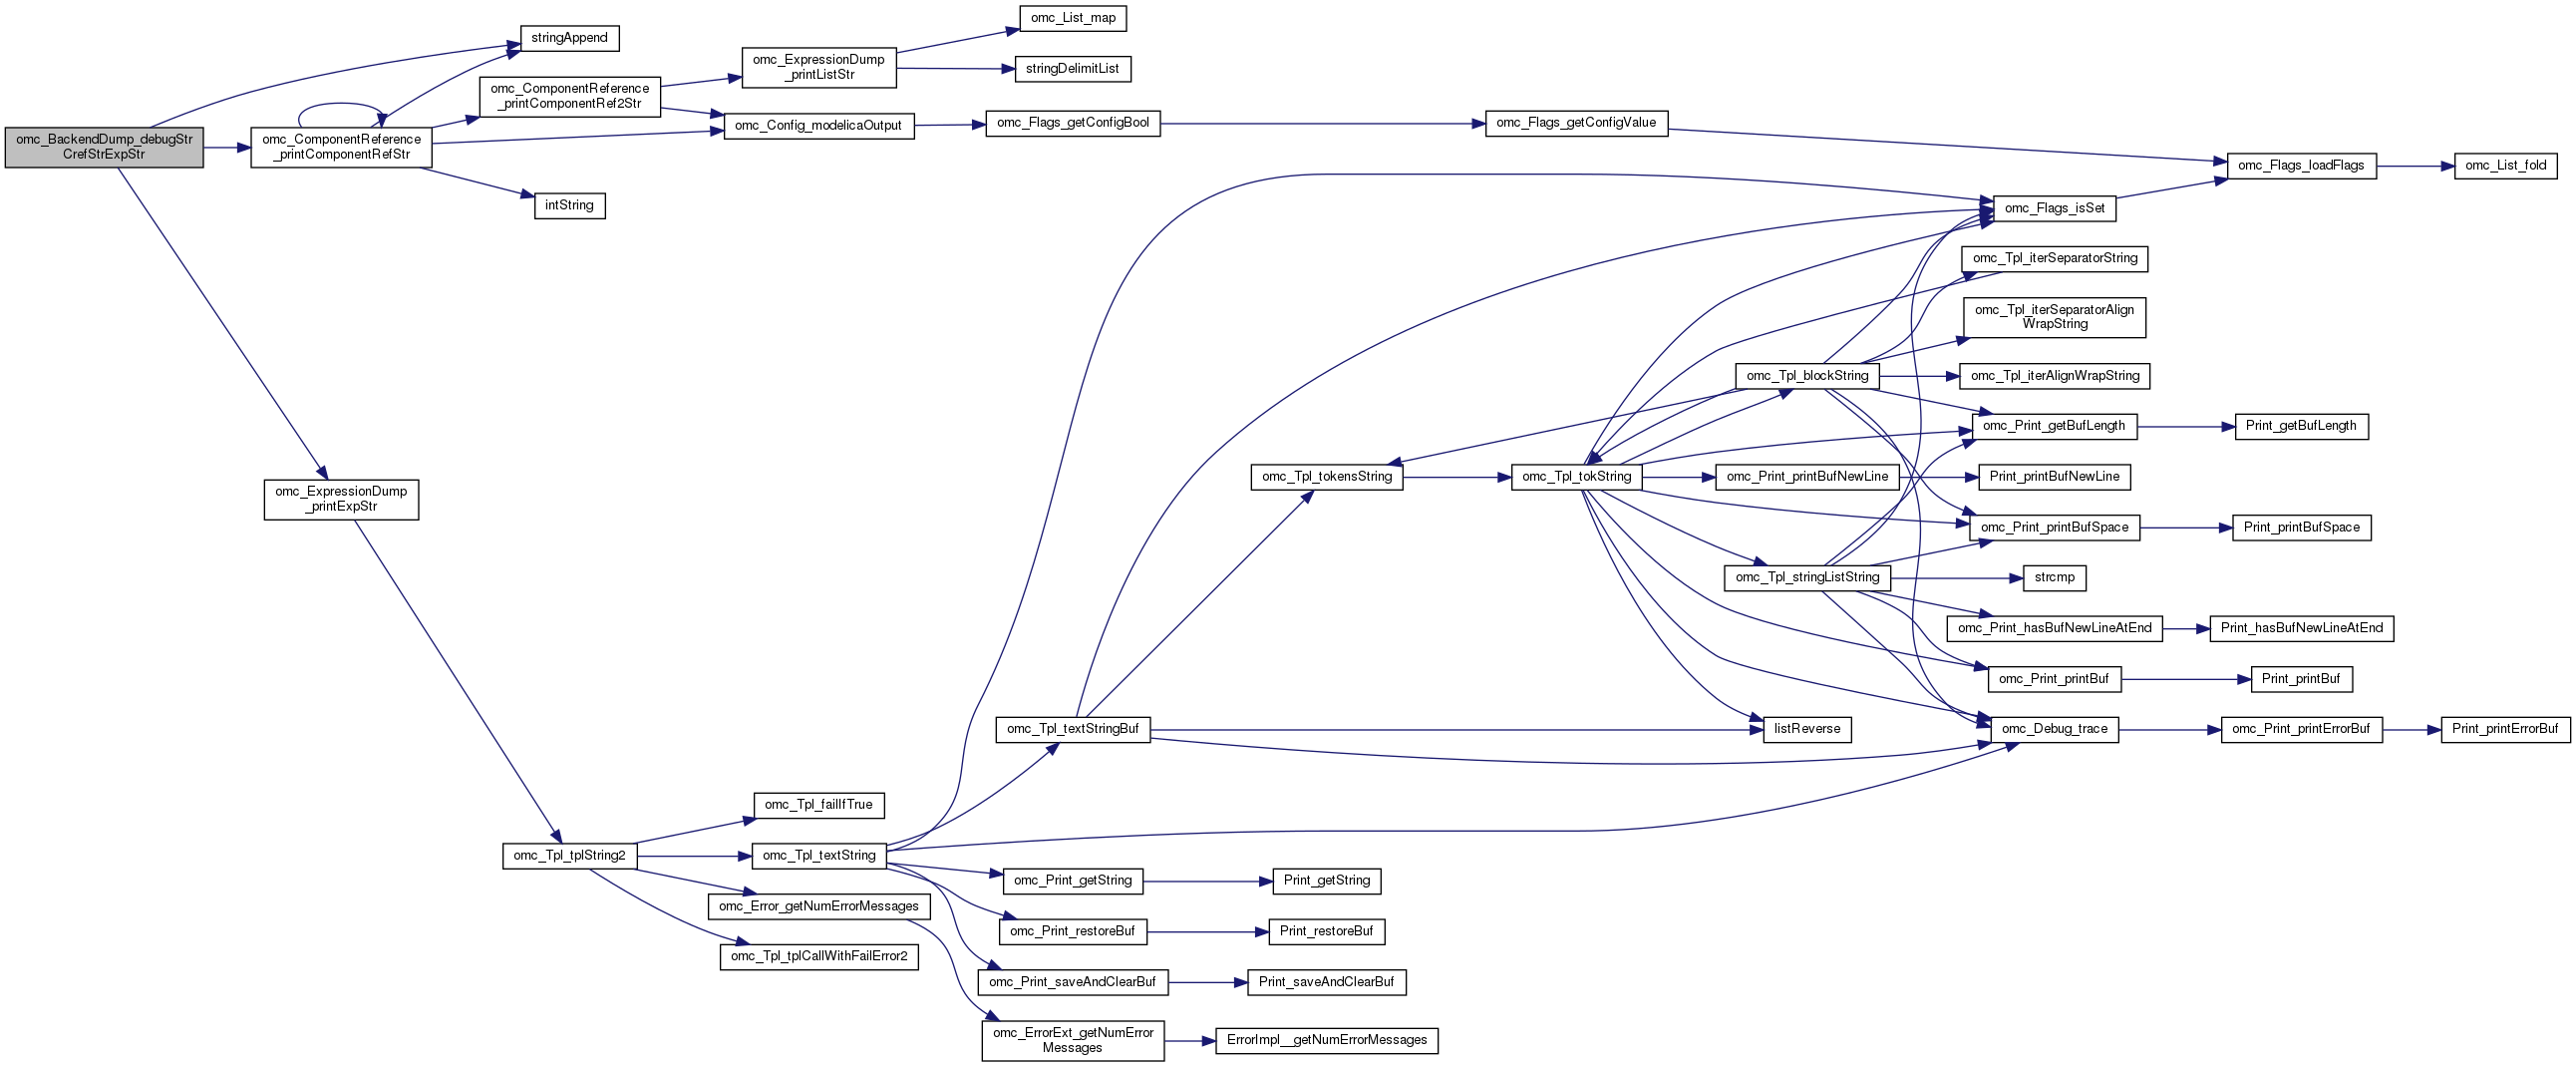 omc_List_map
stringAppend
omc_ExpressionDump
_printListStr
stringDelimitList
omc_ComponentReference
_printComponentRef2Str
omc_Config_modelicaOutput
omc_Flags_getConfigBool
omc_Flags_getConfigValue
omc_BackendDump_debugStr
CrefStrExpStr
omc_ComponentReference
_printComponentRefStr
omc_Flags_loadFlags
omc_List_fold
intString
omc_Flags_isSet
omc_Tpl_iterSeparatorString
omc_Tpl_iterSeparatorAlign
WrapString
omc_Tpl_blockString
omc_Tpl_iterAlignWrapString
omc_Print_getBufLength
Print_getBufLength
omc_ExpressionDump
_printExpStr
omc_Tpl_tokensString
omc_Tpl_tokString
omc_Print_printBufNewLine
Print_printBufNewLine
omc_Print_printBufSpace
Print_printBufSpace
omc_Tpl_stringListString
strcmp
omc_Print_hasBufNewLineAtEnd
Print_hasBufNewLineAtEnd
omc_Print_printBuf
Print_printBuf
omc_Tpl_textStringBuf
listReverse
omc_Debug_trace
omc_Print_printErrorBuf
Print_printErrorBuf
omc_Tpl_failIfTrue
omc_Tpl_tplString2
omc_Tpl_textString
omc_Print_getString
Print_getString
omc_Error_getNumErrorMessages
omc_Print_restoreBuf
Print_restoreBuf
omc_Tpl_tplCallWithFailError2
omc_Print_saveAndClearBuf
Print_saveAndClearBuf
omc_ErrorExt_getNumError
Messages
ErrorImpl__getNumErrorMessages